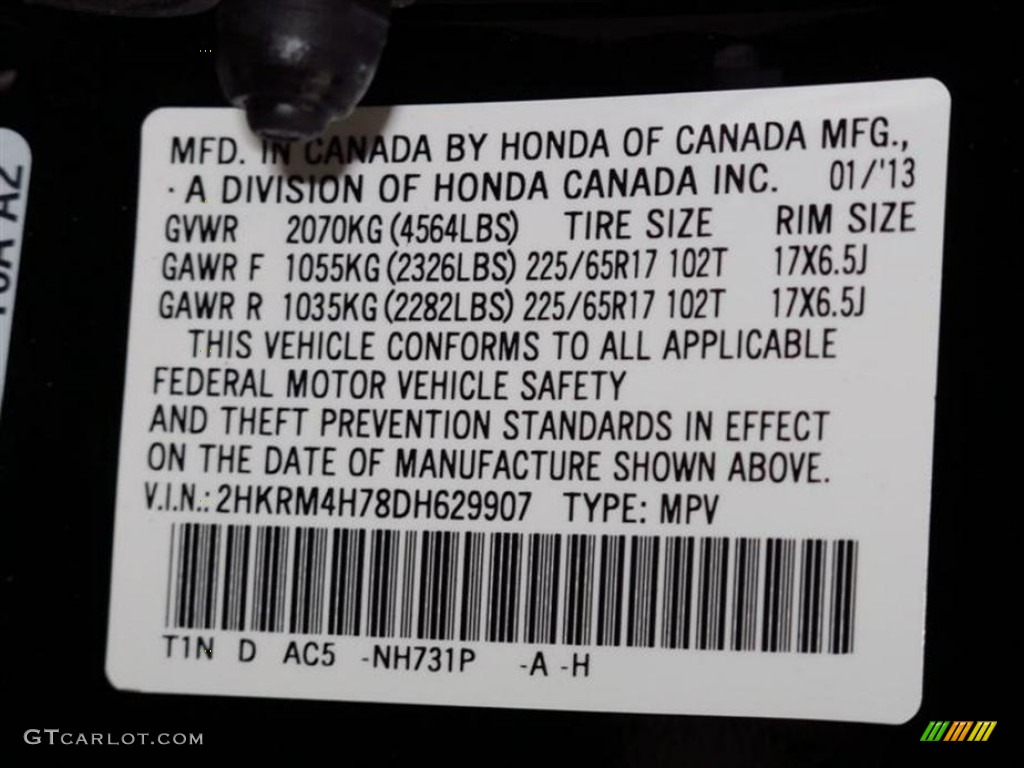 MFD. IN CANADA BY HONDA OF CANADA MFG.,
· A DIVISION OF HONDA CANADA INC. 01/'13
GVWR 2070KG (4564LBS) TIRE SIZE RIM SIZE
GAWR F 1055KG (2326LBS) 225/65R17 102T 17X6.5J
GAWR R 1035KG (2282LBS) 225/65R17 102T 17X6.5J
THIS VEHICLE CONFORMS TO ALL APPLICABLE
FEDERAL MOTOR VEHICLE SAFETY
AND THEFT PREVENTION STANDARDS IN EFFECT
ON THE DATE OF MANUFACTURE SHOWN ABOVE.
V.I.N.: 2HKRM4H78DH629907 TYPE: MPV
T1N D AC5 -NH731P -A -H
A2
GTCARLOT.COM